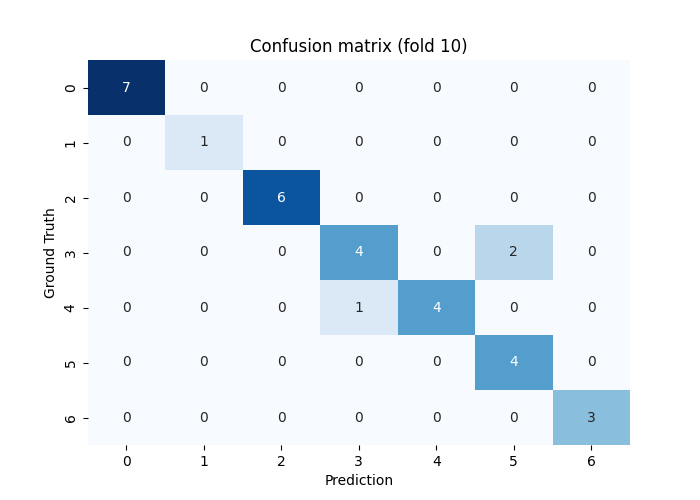 Confusion matrix (fold 10)
Ground Truth
0 7 0 0 0 0 0 0
1 0 1 0 0 0 0 0
2 0 0 6 0 0 0 0
3 0 0 0 4 0 2 0
4 0 0 0 1 4 0 0
5 0 0 0 0 0 4 0
6 0 0 0 0 0 0 3
0 1 2 3 4 5 6
Prediction